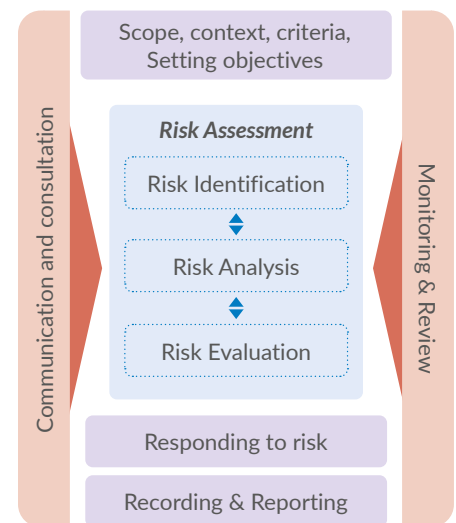 Scope, context, criteria,
Setting objectives
Communication and consultation
Risk Assessment
Risk Identification
Risk Analysis
Risk Evaluation
Monitoring & Review
Responding to risk
Recording & Reporting